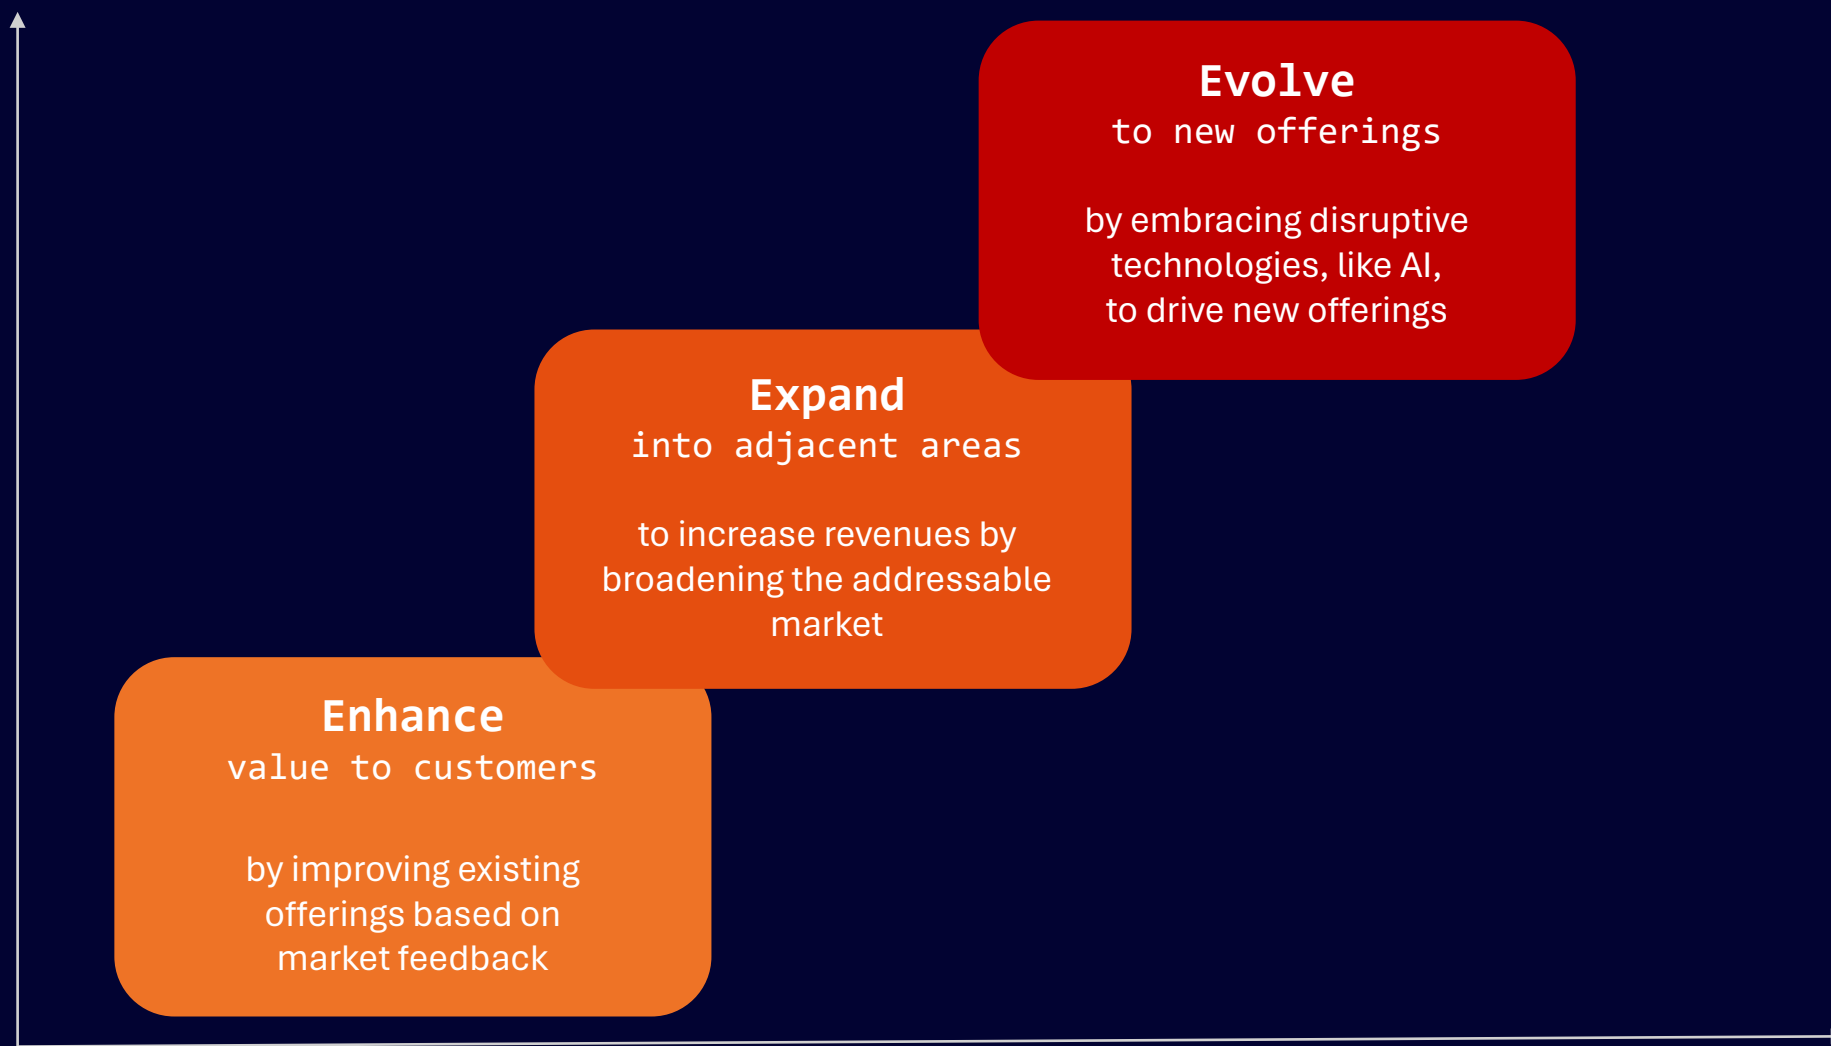 Evolve
to new offerings
by embracing disruptive
technologies, like AI,
to drive new offerings
Expand
into adjacent areas
to increase revenues by
broadening the addressable
market
Enhance
value to customers
by improving existing
offerings based on
market feedback